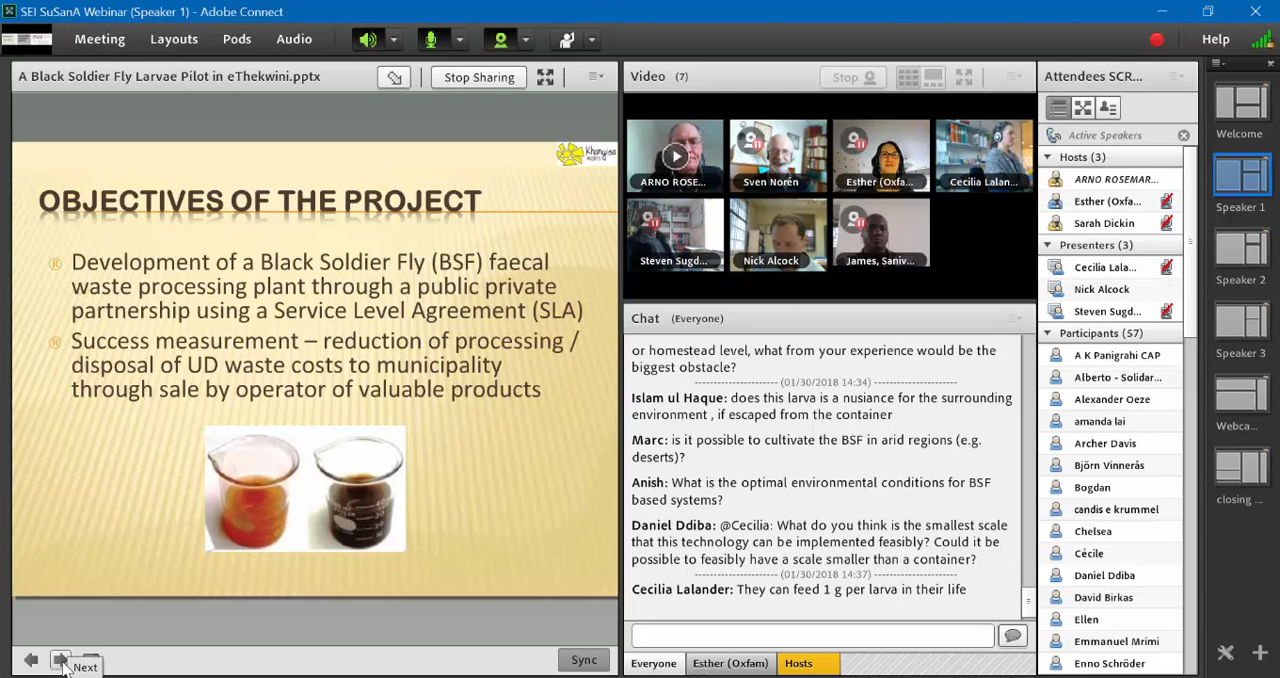 SEI SuSanA Webinar (Speaker 1) - Adobe Connect
Meeting
Layouts
Pods
Audio
Help
A Black Soldier Fly Larvae Pilot in eThekwini.pptx
Stop Sharing
Khanyisa
OBJECTIVES OF THE PROJECT
Development of a Black Soldier Fly (BSF) faecal
waste processing plant through a public private
partnership using a Service Level Agreement (SLA)
Success measurement – reduction of processing /
disposal of UD waste costs to municipality
through sale by operator of valuable products
Next
Sync
Video (7)
Stop
ARNO ROSE...
Sven Norén
Esther (Oxfa...
Cecilia Lalan...
Steven Sugd...
Nick Alcock
James, Saniv...
Chat (Everyone)
or homestead level, what from your experience would be the
biggest obstacle?
(01/30/2018 14:34)
Islam ul Haque: does this larva is a nusiance for the surrounding
environment , if escaped from the container
Marc: is it possible to cultivate the BSF in arid regions (e.g.
deserts)?
Anish: What is the optimal environmental conditions for BSF
based systems?
Daniel Ddiba: @Cecilia: What do you think is the smallest scale
that this technology can be implemented feasibly? Could it be
possible to feasibly have a scale smaller than a container?
(01/30/2018 14:37)
Cecilia Lalander: They can feed 1 g per larva in their life
Everyone
Esther (Oxfam)
Hosts
Attendees SCR...
Active Speakers
Hosts (3)
ARNO ROSEMAR...
Esther (Oxfa...
Sarah Dickin
Presenters (3)
Cecilia Lala...
Nick Alcock
Steven Sugd...
Participants (57)
A K Panigrahi CAP
Alberto - Solidar...
Alexander Oeze
amanda lai
Archer Davis
Björn Vinnerås
Bogdan
candis e krummel
Chelsea
Cécile
Daniel Ddiba
David Birkas
Ellen
Emmanuel Mrimi
Enno Schröder
Welcome
Speaker 1
Speaker 2
Speaker 3
Webca...
closing ...